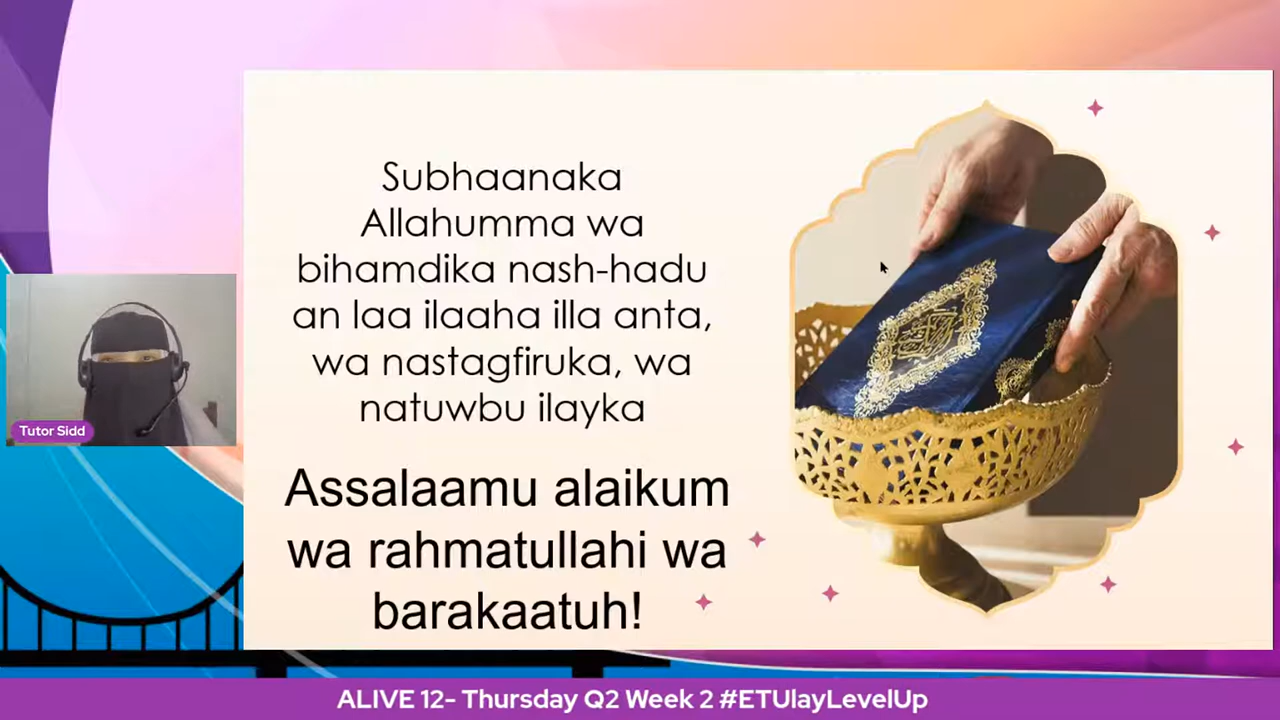 Subhaanaka
Allahumma wa
bihamdika nash-hadu
an laa ilaaha illa anta,
wa nastagfiruka, wa
natuwbu ilayka
Assalaamu alaikum
wa rahmatullahi wa
barakaatuh!
Tutor Sidd
ALIVE 12- Thursday Q2 Week 2 #ETUlayLevelUp